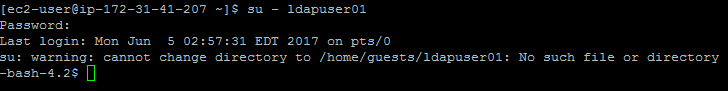 [ec2-user@ip-172-31-41-207 ~]$ su - ldapuser01
Password:
Last login: Mon Jun  5 02:57:31 EDT 2017 on pts/0
su: warning: cannot change directory to /home/guests/ldapuser01: No such file or directory
-bash-4.2$